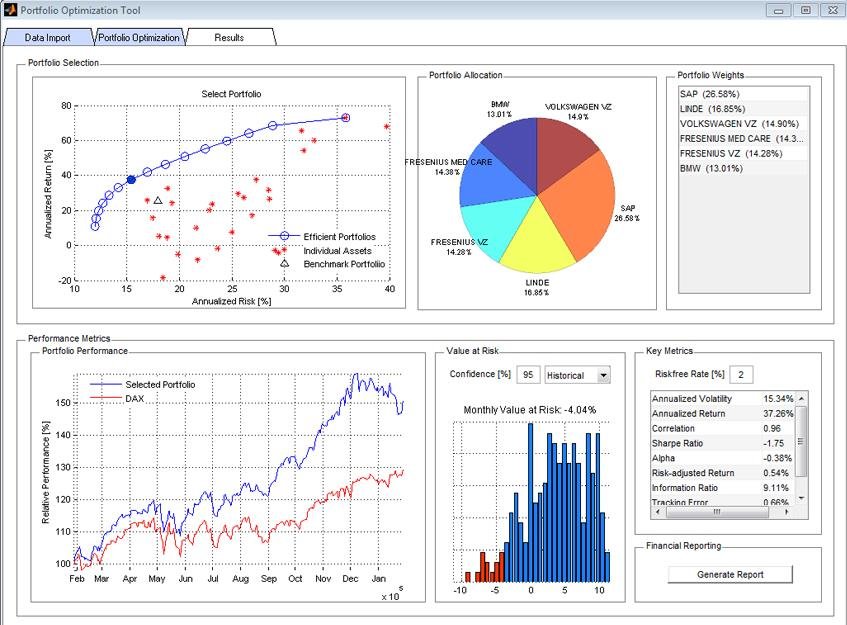 Portfolio Optimization Tool
Data Import
Portfolio Optimization
Results
Portfolio Selection
Select Portfolio
Annualized Return [%]
80
60
40
20
0
-20
10 15 20 25 30 35 40
Annualized Risk [%]
Efficient Portfolios
Individual Assets
Benchmark Portfolio
Portfolio Allocation
BMW
13.01%
VOLKSWAGEN VZ
14.9%
FRESENIUS MED CARE
14.38%
SAP
26.58%
FRESENIUS VZ
14.28%
LINDE
16.85%
Portfolio Weights
SAP (26.58%)
LINDE (16.85%)
VOLKSWAGEN VZ (14.90%)
FRESENIUS MED CARE (14.3...
FRESENIUS VZ (14.28%)
BMW (13.01%)
Performance Metrics
Portfolio Performance
Relative Performance [%]
150
140
130
120
110
100
Selected Portfolio
DAX
Feb Mar Apr May Jun Jul Aug Sep Oct Nov Dec Jan
x 10
5
Value at Risk
Confidence [%] 95 Historical
Monthly Value at Risk: -4.04%
-10 -5 0 5 10
Key Metrics
Riskfree Rate [%] 2
Annualized Volatility 15.34%
Annualized Return 37.26%
Correlation 0.96
Sharpe Ratio -1.75
Alpha -0.38%
Risk-adjusted Return 0.54%
Information Ratio 9.11%
Tracking Error 0.66%
Financial Reporting
Generate Report